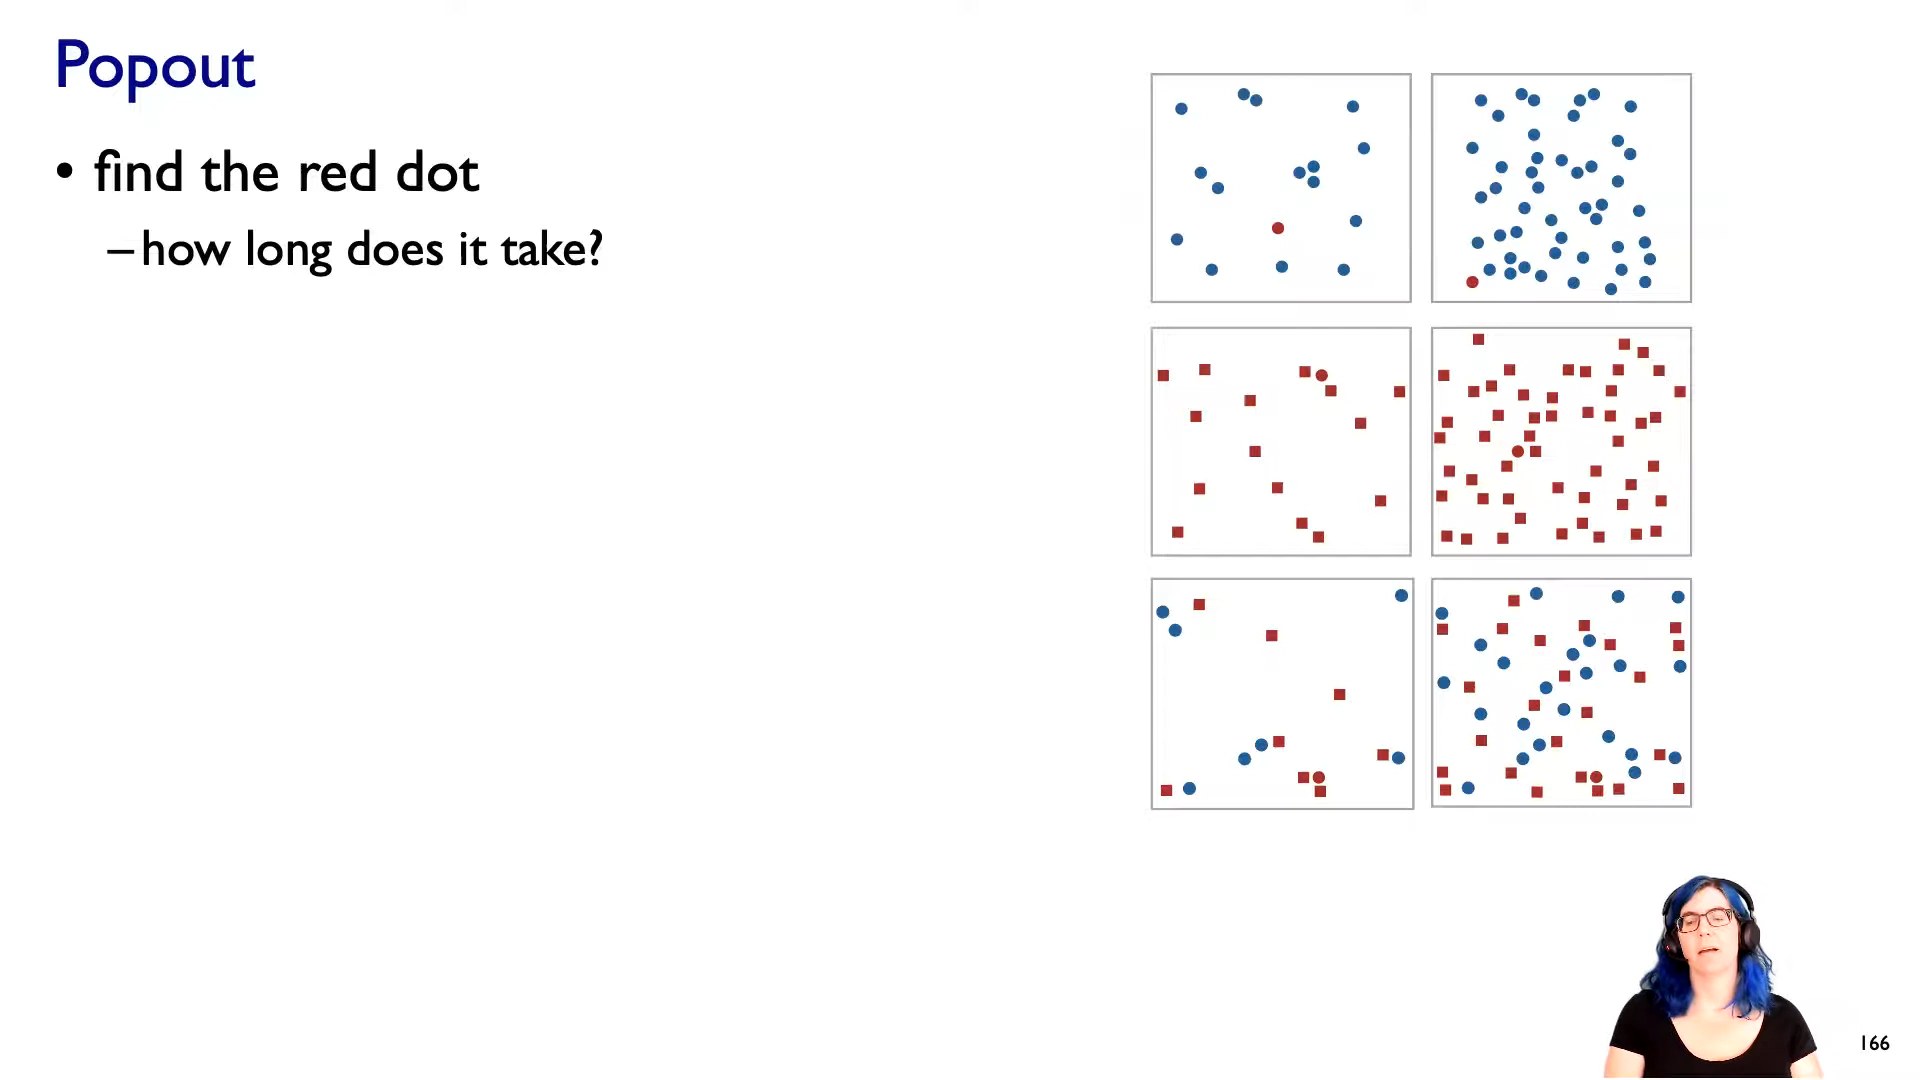 Popout
• find the red dot
– how long does it take?
166